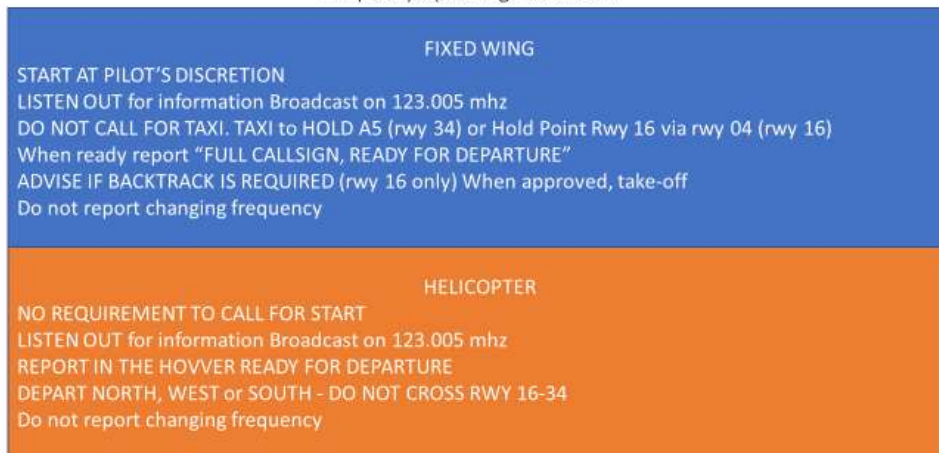 FIXED WING
START AT PILOT'S DISCRETION
LISTEN OUT for information Broadcast on 123.005 mhz
DO NOT CALL FOR TAXI. TAXI to HOLD A5 (rwy 34) or Hold Point Rwy 16 via rwy 04 (rwy 16)
When ready report “FULL CALLSIGN, READY FOR DEPARTURE”
ADVISE IF BACKTRACK IS REQUIRED (rwy 16 only) When approved, take-off
Do not report changing frequency
HELICOPTER
NO REQUIREMENT TO CALL FOR START
LISTEN OUT for information Broadcast on 123.005 mhz
REPORT IN THE HOVVER READY FOR DEPARTURE
DEPART NORTH, WEST or SOUTH - DO NOT CROSS RWY 16-34
Do not report changing frequency